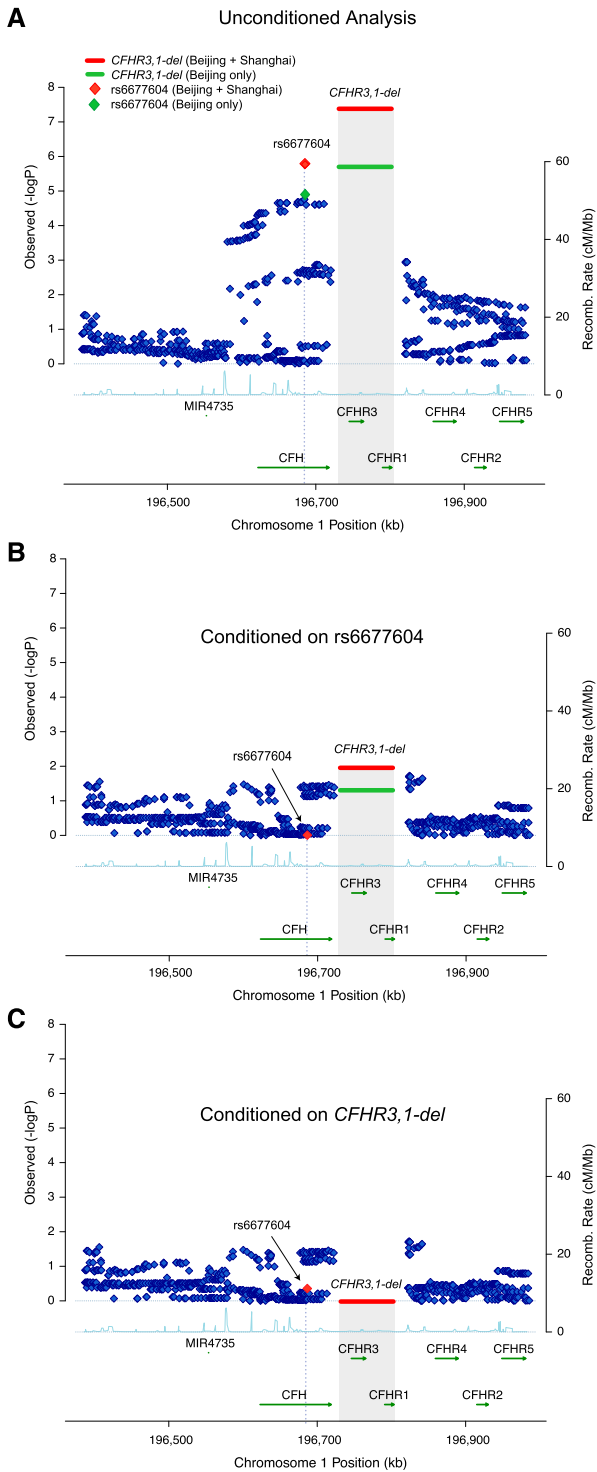 A
Unconditioned Analysis
CFHR3,1-del (Beijing + Shanghai)
CFHR3,1-del (Beijing only)
rs6677604 (Beijing + Shanghai)
rs6677604 (Beijing only)
CFHR3,1-del
rs6677604
8
7
6
5
4
3
2
1
0
Observed (-logP)
60
40
20
0
Recomb. Rate (cM/Mb)
MIR4735
CFHR3
CFHR4
CFHR5
CFH
CFHR1
CFHR2
196,500
196,700
196,900
Chromosome 1 Position (kb)
B
Conditioned on rs6677604
CFHR3,1-del
rs6677604
8
7
6
5
4
3
2
1
0
Observed (-logP)
60
40
20
0
Recomb. Rate (cM/Mb)
MIR4735
CFHR3
CFHR4
CFHR5
CFH
CFHR1
CFHR2
196,500
196,700
196,900
Chromosome 1 Position (kb)
C
Conditioned on CFHR3,1-del
rs6677604
CFHR3,1-del
8
7
6
5
4
3
2
1
0
Observed (-logP)
60
40
20
0
Recomb. Rate (cM/Mb)
MIR4735
CFHR3
CFHR4
CFHR5
CFH
CFHR1
CFHR2
196,500
196,700
196,900
Chromosome 1 Position (kb)